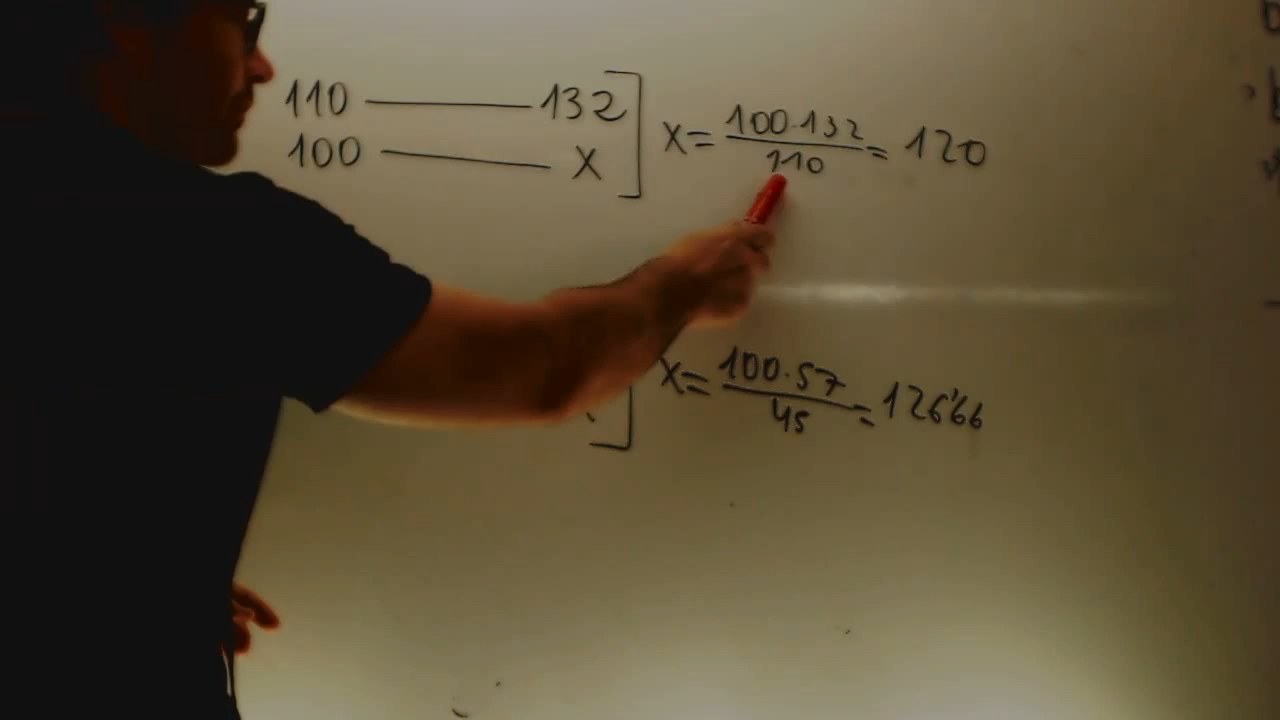 110 — 132
100 — X
X = 100·132 / 110 = 120
X = 100·57 / 45 = 126'66